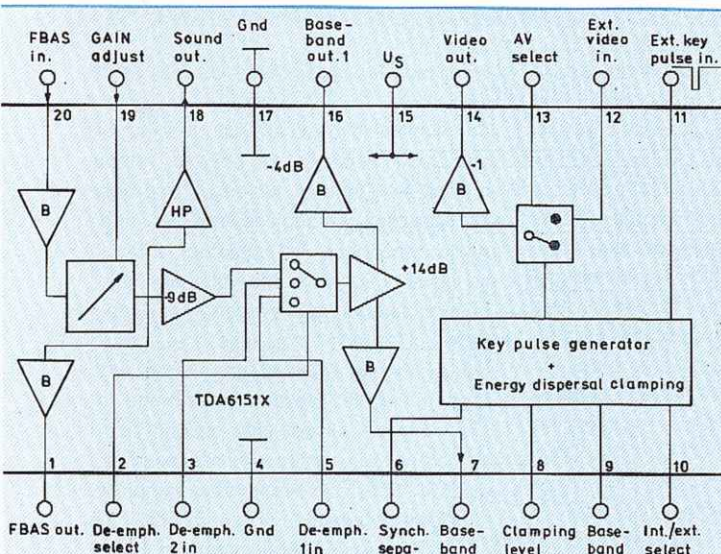 FBAS
in.
GAIN
adjust
Sound
out.
Gnd
Base-
band
out.1
US
Video
out.
AV
select
Ext.
video
in.
Ext. key
pulse in.
20 19 18 17 16 15 14 13 12 11
-4dB
B
HP
B
B
-1
-9dB
+14dB
B
B
Key pulse generator
+
Energy dispersal clamping
TDA6151X
1 2 3 4 5 6 7 8 9 10
FBAS out.
De-emph.
select
De-emph.
2 in
Gnd
De-emph.
1 in
Synch.
sepa-
Base-
band
Clamping
level
Base-
band
Int./ext.
select